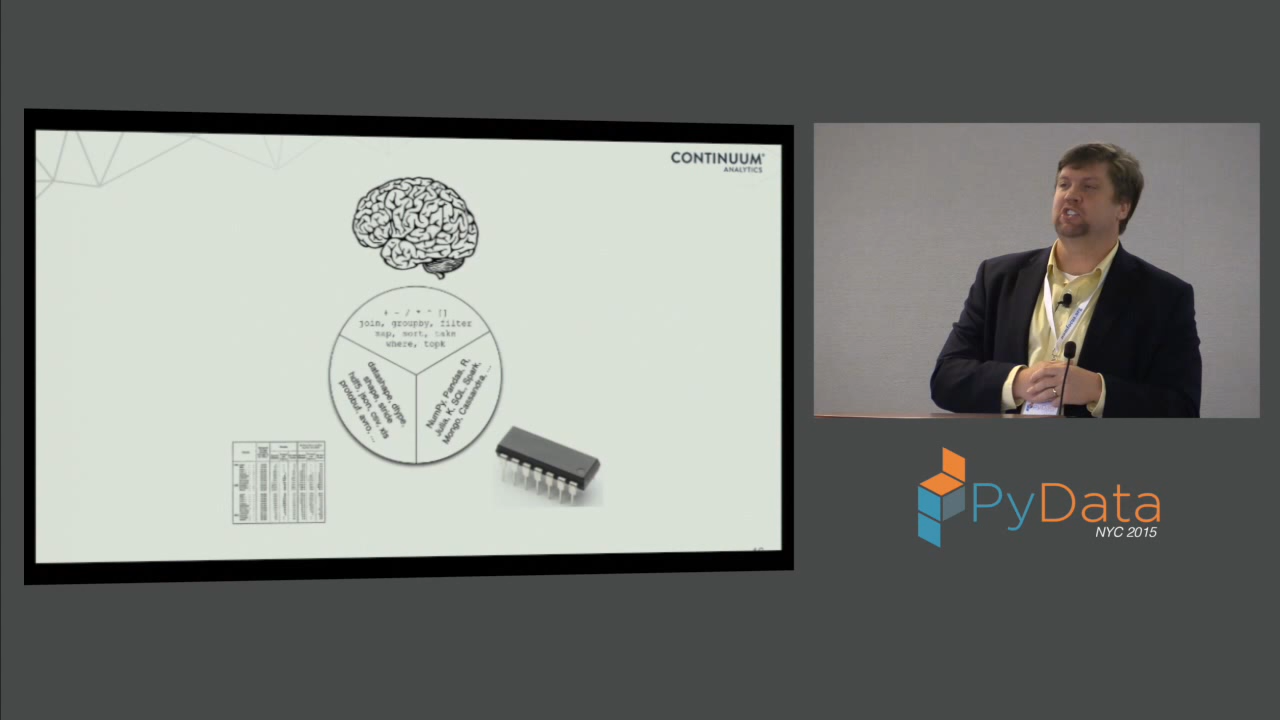 CONTINUUM
ANALYTICS
+ - / * ^ []
join, groupby, filter
map, sort, take
where, topk
datashape, dtype,
shape, stride
hdf5, json, csv, xls
protobuf, avro, ...
NumPy, Pandas, R,
Julia, K, SQL, Spark,
Mongo, Cassandra, ...
PyData
NYC 2015